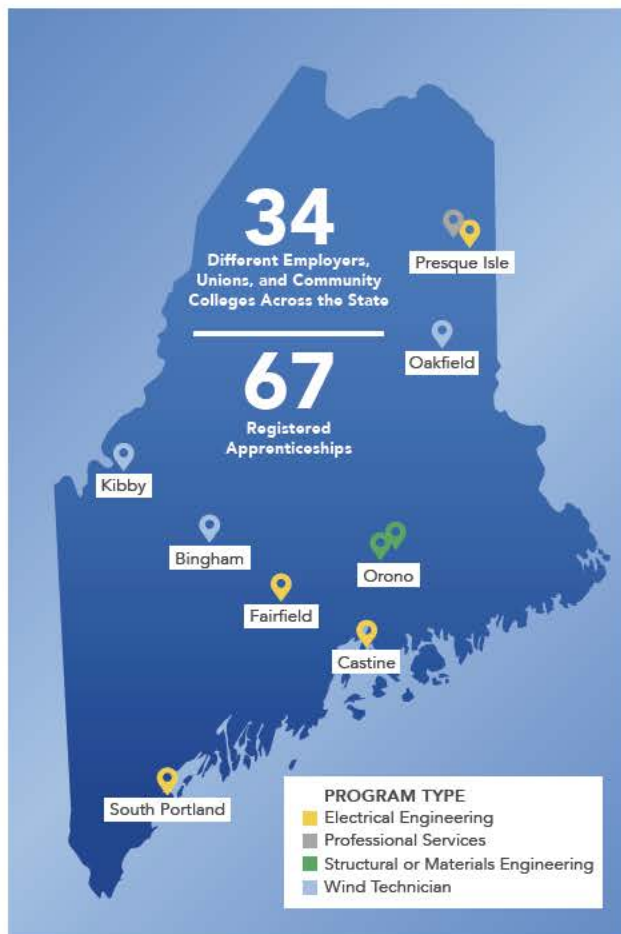 34
Different Employers,
Unions, and Community
Colleges Across the State
67
Registered
Apprenticeships
Presque Isle
Oakfield
Kibby
Bingham
Orono
Fairfield
Castine
South Portland
PROGRAM TYPE
Electrical Engineering
Professional Services
Structural or Materials Engineering
Wind Technician